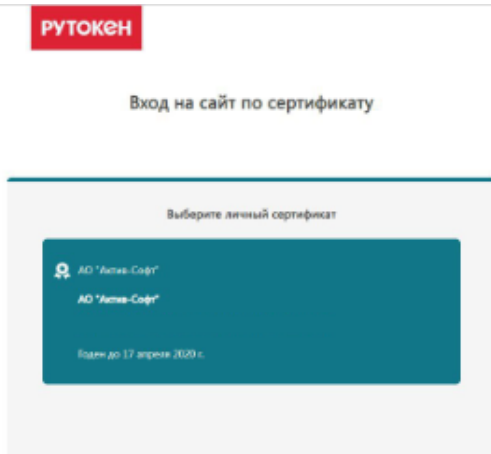 рутокен
Вход на сайт по сертификату
Выберите личный сертификат
АО "Актив-Софт"
АО "Актив-Софт"
Годен до 17 апреля 2020 г.